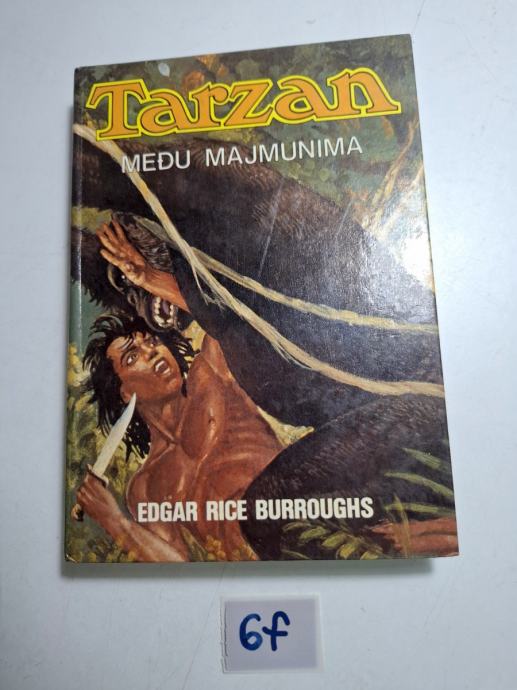 Tarzan
MEĐU MAJMUNIMA
EDGAR RICE BURROUGHS
6f